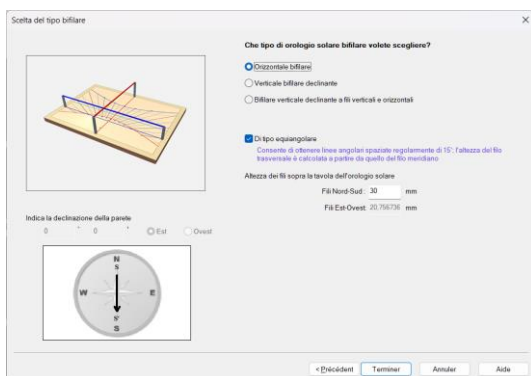 Scelta del tipo bifilare
Che tipo di orologio solare bifilare volete scegliere?
Orizzontale bifilare
Verticale bifilare declinante
Bifilare verticale declinante a fili verticali e orizzontali
Di tipo equiangolare
Consente di ottenere linee angolari spaziate regolarmente di 15°: l'altezza del filo
trasversale è calcolata a partire da quello del filo meridiano
Altezza dei fili sopra la tavola dell'orologio solare
Fili Nord-Sud : 30 mm
Fili Est-Ovest: 20.756736 mm
Indica la declinazione della parete
0 ° 0 ' Est Ovest
N
S
W E
S'
S
< Précédent Terminer Annuler Aide